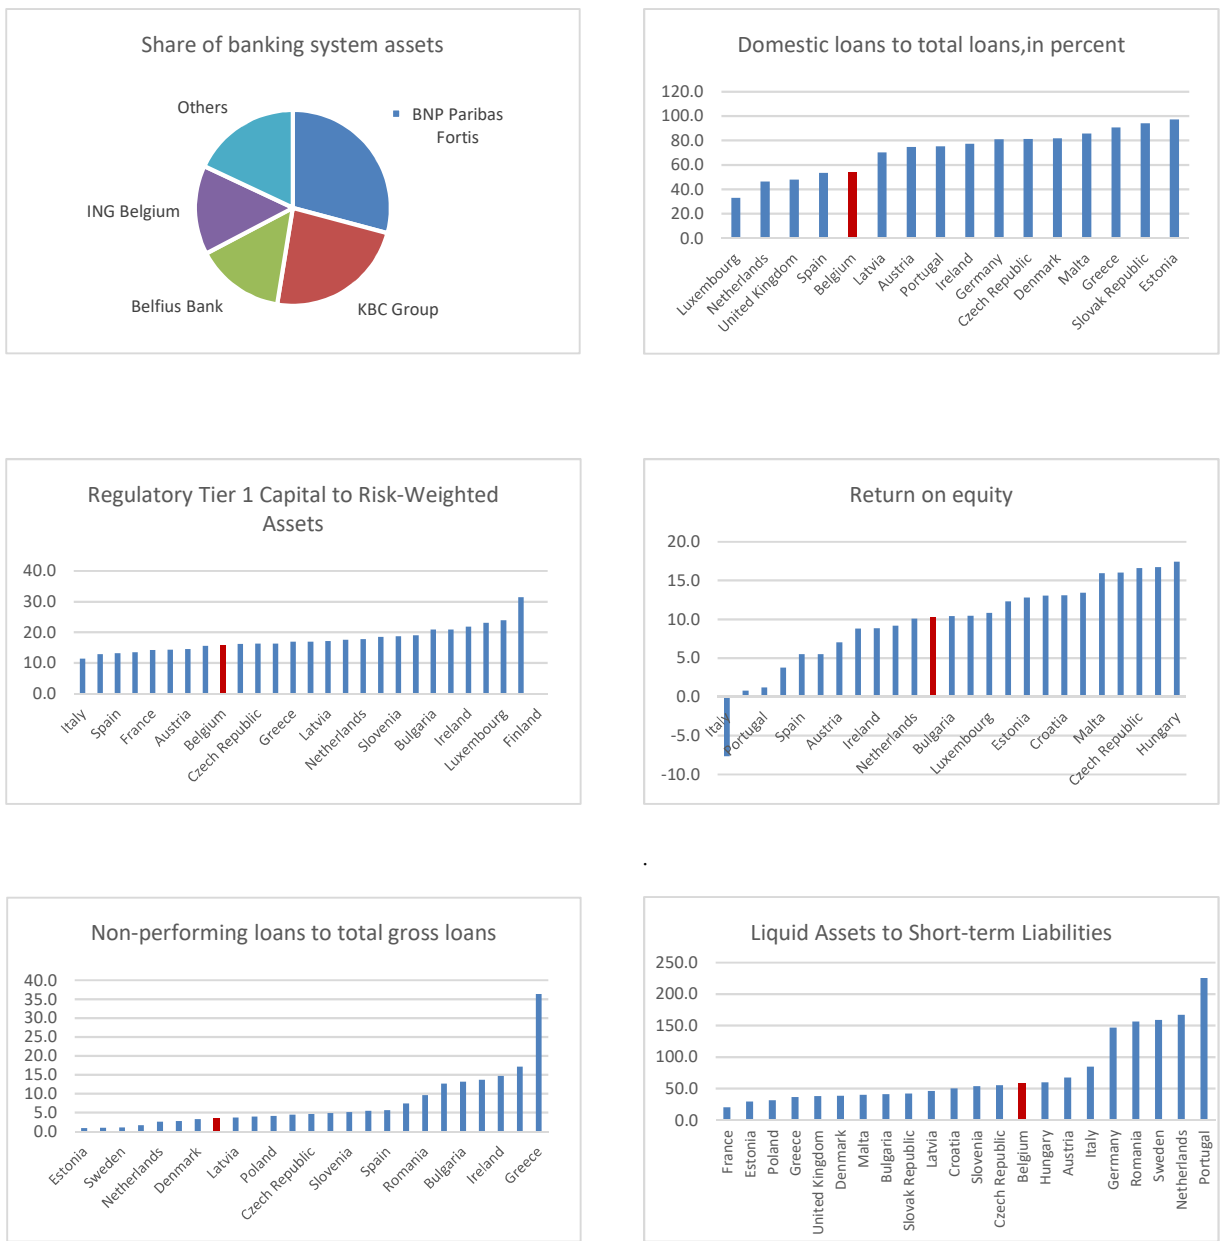 Share of banking system assets
Others
BNP Paribas
Fortis
ING Belgium
Belfius Bank
KBC Group
Domestic loans to total loans,in percent
120.0
100.0
80.0
60.0
40.0
20.0
0.0
Luxembourg
Netherlands
United Kingdom
Spain
Belgium
Latvia
Austria
Portugal
Ireland
Germany
Czech Republic
Denmark
Malta
Greece
Slovak Republic
Estonia
Regulatory Tier 1 Capital to Risk-Weighted
Assets
40.0
30.0
20.0
10.0
0.0
Italy
Spain
France
Austria
Belgium
Czech Republic
Greece
Latvia
Netherlands
Slovenia
Bulgaria
Ireland
Luxembourg
Finland
Return on equity
20.0
15.0
10.0
5.0
0.0
-5.0
-10.0
Italy
Portugal
Spain
Austria
Ireland
Netherlands
Bulgaria
Luxembourg
Estonia
Croatia
Malta
Czech Republic
Hungary
.
Non-performing loans to total gross loans
40.0
35.0
30.0
25.0
20.0
15.0
10.0
5.0
0.0
Estonia
Sweden
Netherlands
Denmark
Latvia
Poland
Czech Republic
Slovenia
Spain
Romania
Bulgaria
Ireland
Greece
Liquid Assets to Short-term Liabilities
250.0
200.0
150.0
100.0
50.0
0.0
France
Estonia
Poland
Greece
United Kingdom
Denmark
Malta
Bulgaria
Slovak Republic
Latvia
Croatia
Slovenia
Czech Republic
Belgium
Hungary
Austria
Italy
Germany
Romania
Sweden
Netherlands
Portugal